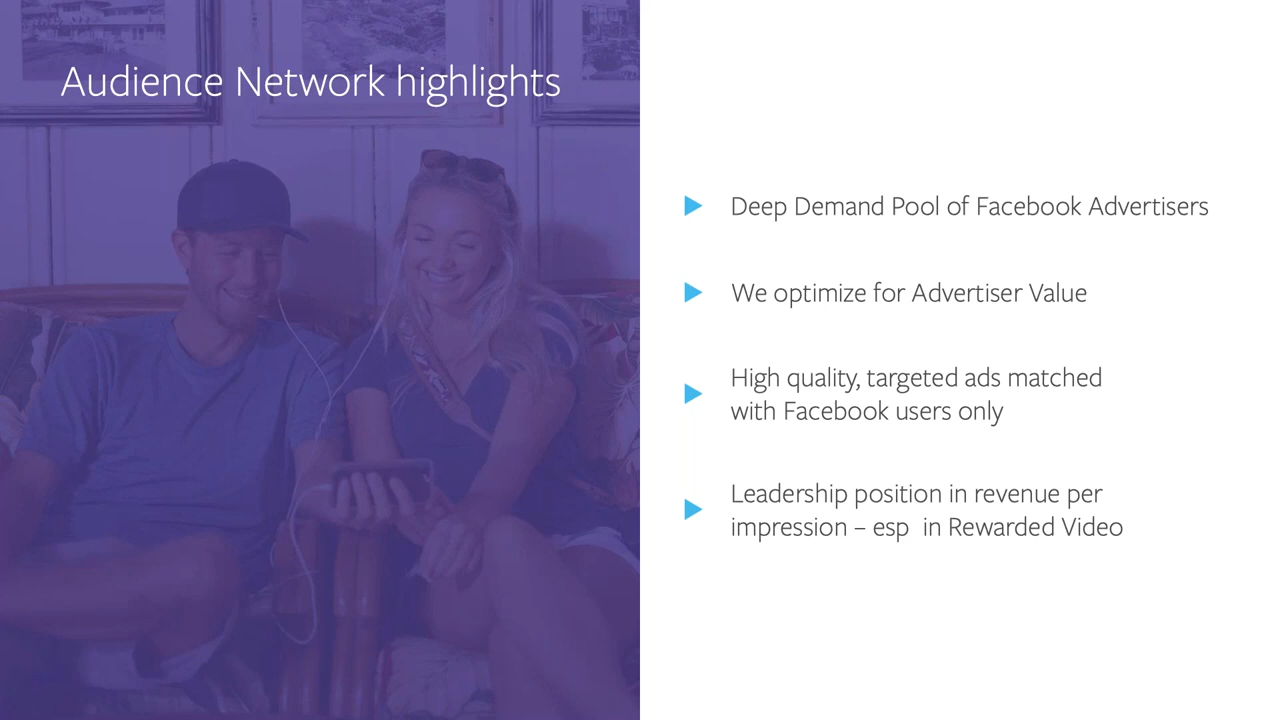 Audience Network highlights
Deep Demand Pool of Facebook Advertisers
We optimize for Advertiser Value
High quality, targeted ads matched
with Facebook users only
Leadership position in revenue per
impression – esp  in Rewarded Video